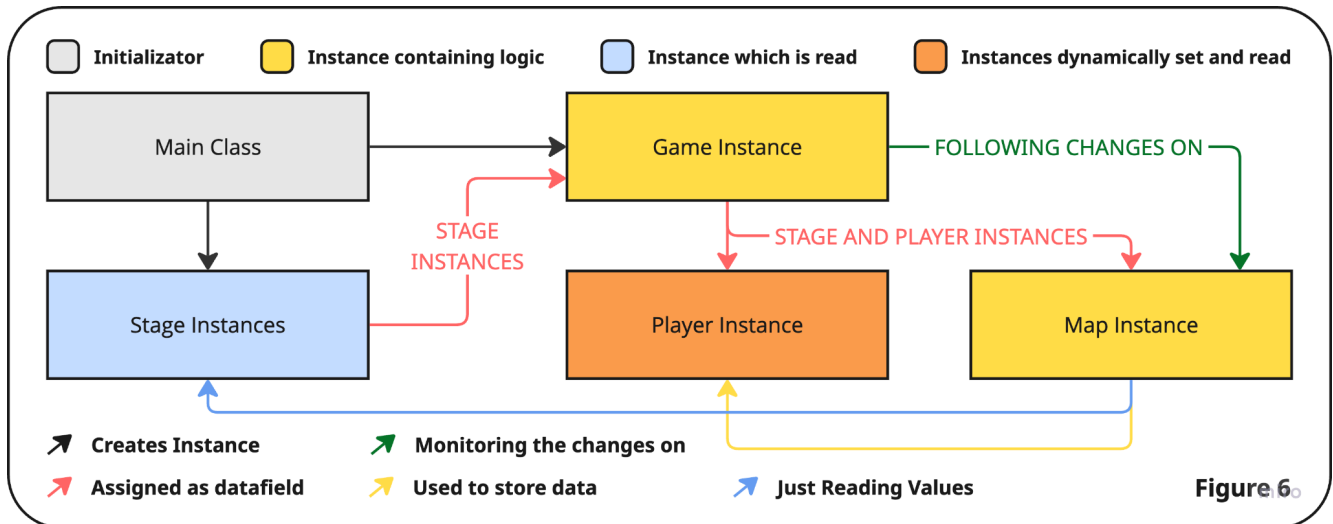 Initializator
Instance containing logic
Instance which is read
Instances dynamically set and read
Main Class
Game Instance
FOLLOWING CHANGES ON
STAGE
INSTANCES
STAGE AND PLAYER INSTANCES
Stage Instances
Player Instance
Map Instance
Creates Instance
Monitoring the changes on
Assigned as datafield
Used to store data
Just Reading Values
Figure 6
miro